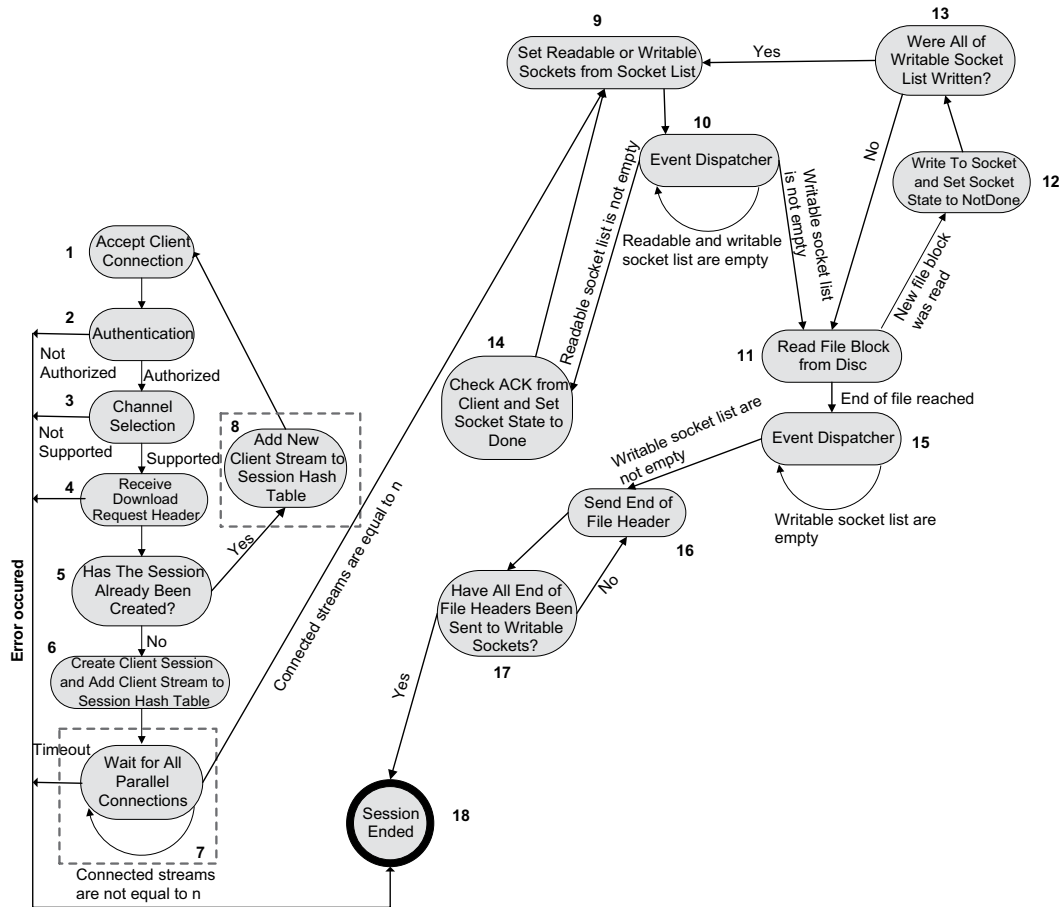 9
Set Readable or Writable
Sockets from Socket List
13
Were All of
Writable Socket
List Written?
Yes
10
Event Dispatcher
Readable and writable
socket list are empty
Readable socket list is not empty
Writable socket list
is not empty
No
Write To Socket
and Set Socket
State to NotDone
12
New file block
was read
1
Accept Client
Connection
2
Authentication
Not
Authorized
Authorized
3
Channel
Selection
Not
Supported
Supported
4
Receive
Download
Request Header
5
Has The Session
Already Been
Created?
Yes
8
Add New
Client Stream to
Session Hash
Table
No
6
Create Client Session
and Add Client Stream to
Session Hash Table
Timeout
Wait for All
Parallel
Connections
7
Connected streams
are not equal to n
Error occured
Connected streams are equal to n
14
Check ACK from
Client and Set
Socket State to
Done
11
Read File Block
from Disc
End of file reached
Event Dispatcher
15
Writable socket list are
not empty
Writable socket list are
empty
Send End of
File Header
16
No
Have All End of
File Headers Been
Sent to Writable
Sockets?
17
Yes
Session
Ended
18